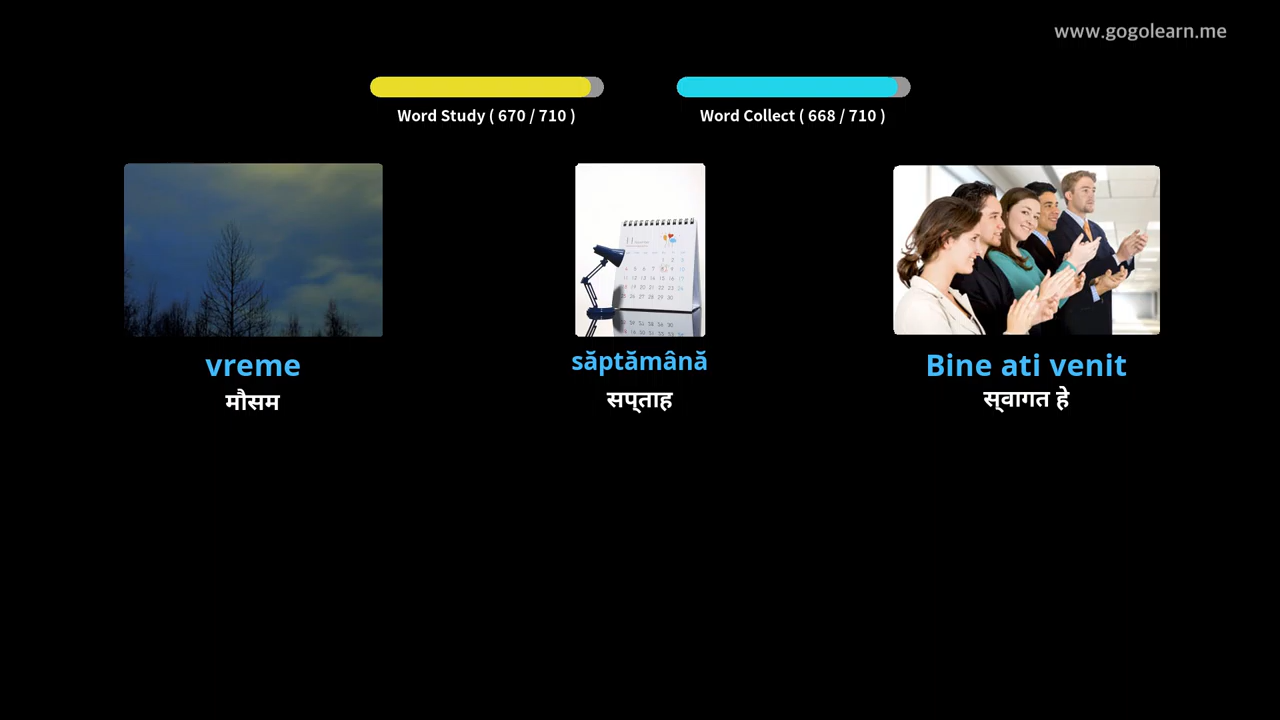 www.gogolearn.me
Word Study ( 670 / 710 )
Word Collect ( 668 / 710 )
vreme
săptămână
Bine ati venit
मौसम
सप्ताह
स्वागत हे